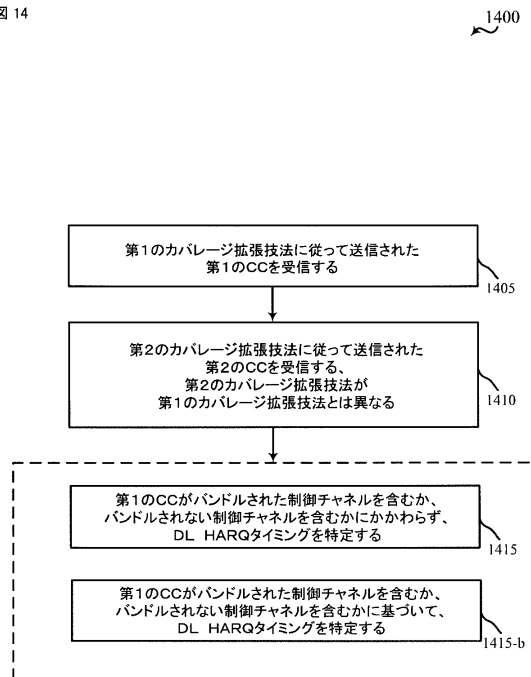 図 14
1400
第1のカバレージ拡張技法に従って送信された
第1のCCを受信する
1405
第2のカバレージ拡張技法に従って送信された
第2のCCを受信する、
第2のカバレージ拡張技法が
第1のカバレージ拡張技法とは異なる
1410
第1のCCがバンドルされた制御チャネルを含むか、
バンドルされない制御チャネルを含むかにかかわらず、
DL HARQタイミングを特定する
1415
第1のCCがバンドルされた制御チャネルを含むか、
バンドルされない制御チャネルを含むかに基づいて、
DL HARQタイミングを特定する
1415-b